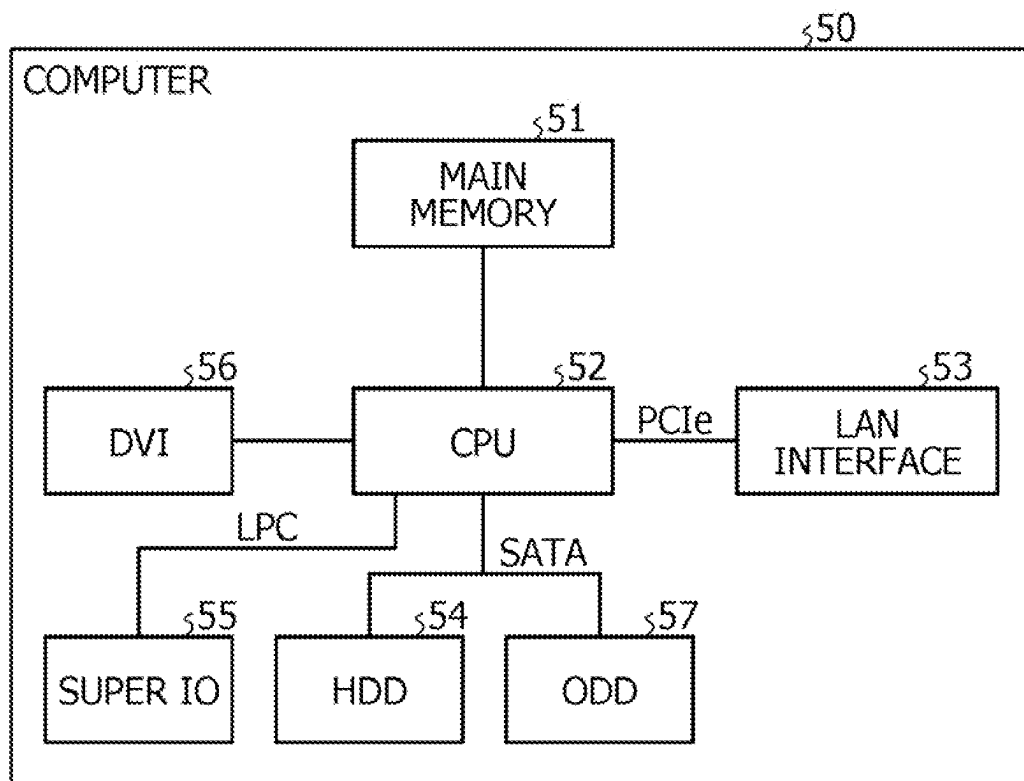 50
COMPUTER
51
MAIN
MEMORY
56
52
53
DVI
CPU
PCIe
LAN
INTERFACE
LPC
SATA
55
54
57
SUPER IO
HDD
ODD